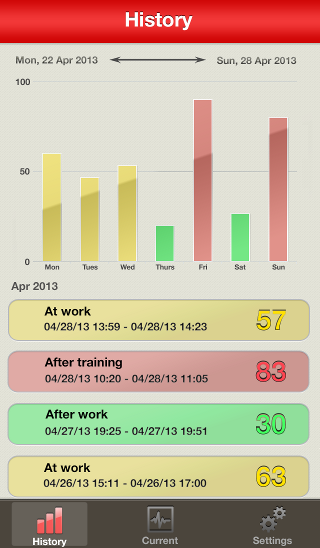 History
Mon, 22 Apr 2013 Sun, 28 Apr 2013
100
50
0
Mon Tues Wed Thurs Fri Sat Sun
Apr 2013
At work
04/28/13 13:59 - 04/28/13 14:23 57
After training
04/28/13 10:20 - 04/28/13 11:05 83
After work
04/27/13 19:25 - 04/27/13 19:51 30
At work
04/26/13 15:11 - 04/26/13 17:00 63
History Current Settings